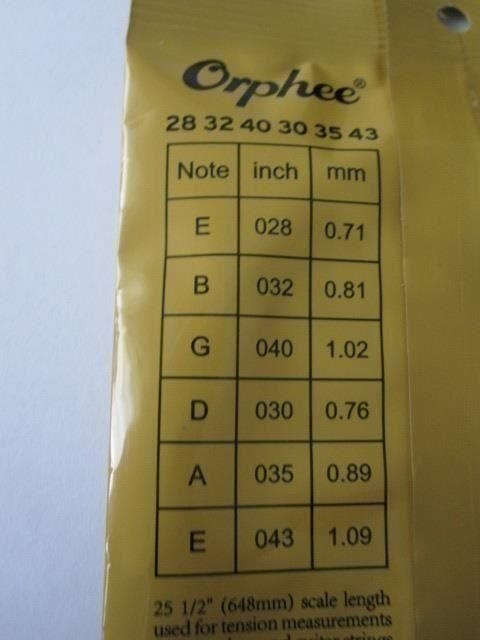 Orphee®
28 32 40 30 35 43
Note inch mm
E 028 0.71
B 032 0.81
G 040 1.02
D 030 0.76
A 035 0.89
E 043 1.09
25 1/2" (648mm) scale length
used for tension measurements
guitar strings